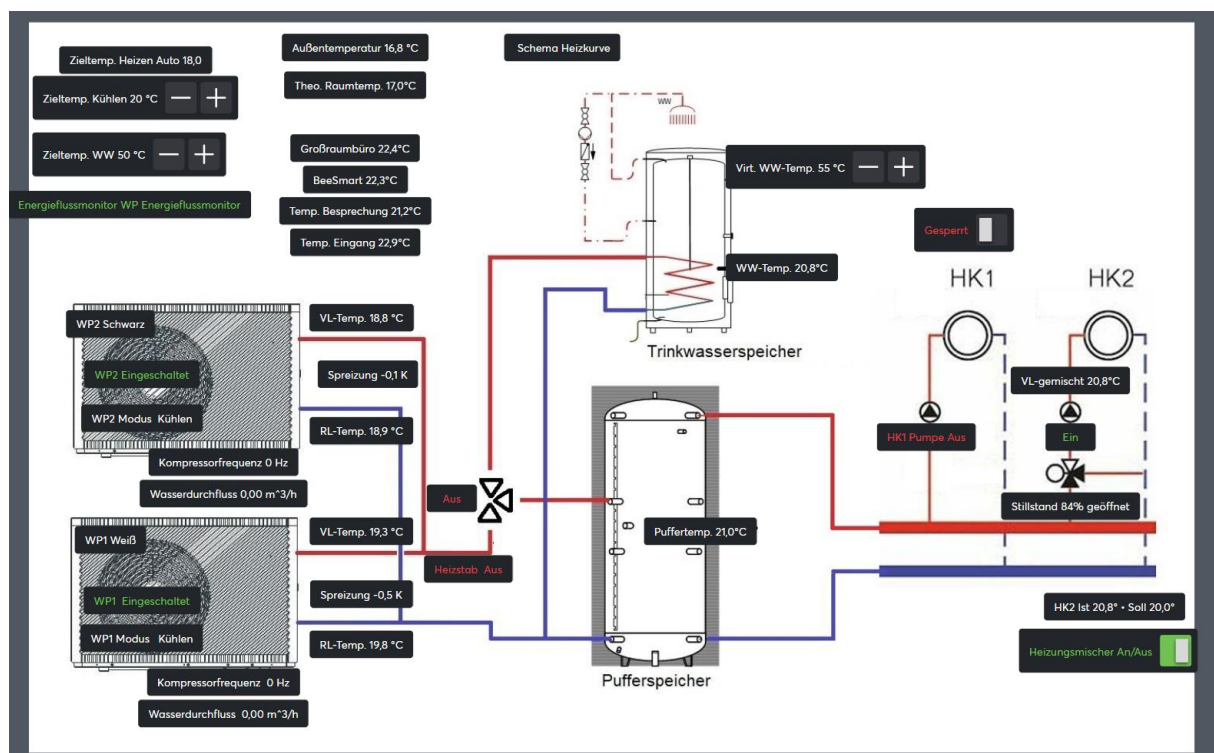 Zieltemp. Heizen Auto 18,0
Außentemperatur 16,8 °C
Schema Heizkurve
Zieltemp. Kühlen 20 °C — +
Theo. Raumtemp. 17,0°C
Zieltemp. WW 50 °C — +
Großraumbüro 22,4°C
BeeSmart 22,3°C
Energieflussmonitor WP Energieflussmonitor
Temp. Besprechung 21,2°C
Temp. Eingang 22,9°C
WW
Virt. WW-Temp. 55 °C — +
WW-Temp. 20,8°C
Trinkwasserspeicher
Gesperrt
HK1
HK2
VL-gemischt 20,8°C
HK1 Pumpe Aus
Ein
Stillstand 84% geöffnet
WP2 Schwarz
VL-Temp. 18,8 °C
WP2 Eingeschaltet
Spreizung -0,1 K
WP2 Modus Kühlen
RL-Temp. 18,9 °C
Kompressorfrequenz 0 Hz
Wasserdurchfluss 0,00 m^3/h
Aus
Puffertemp. 21,0°C
WP1 Weiß
VL-Temp. 19,3 °C
Heizstab Aus
WP1 Eingeschaltet
Spreizung -0,5 K
WP1 Modus Kühlen
RL-Temp. 19,8 °C
Kompressorfrequenz 0 Hz
Wasserdurchfluss 0,00 m^3/h
Pufferspeicher
HK2 Ist 20,8° • Soll 20,0°
Heizungsmischer An/Aus